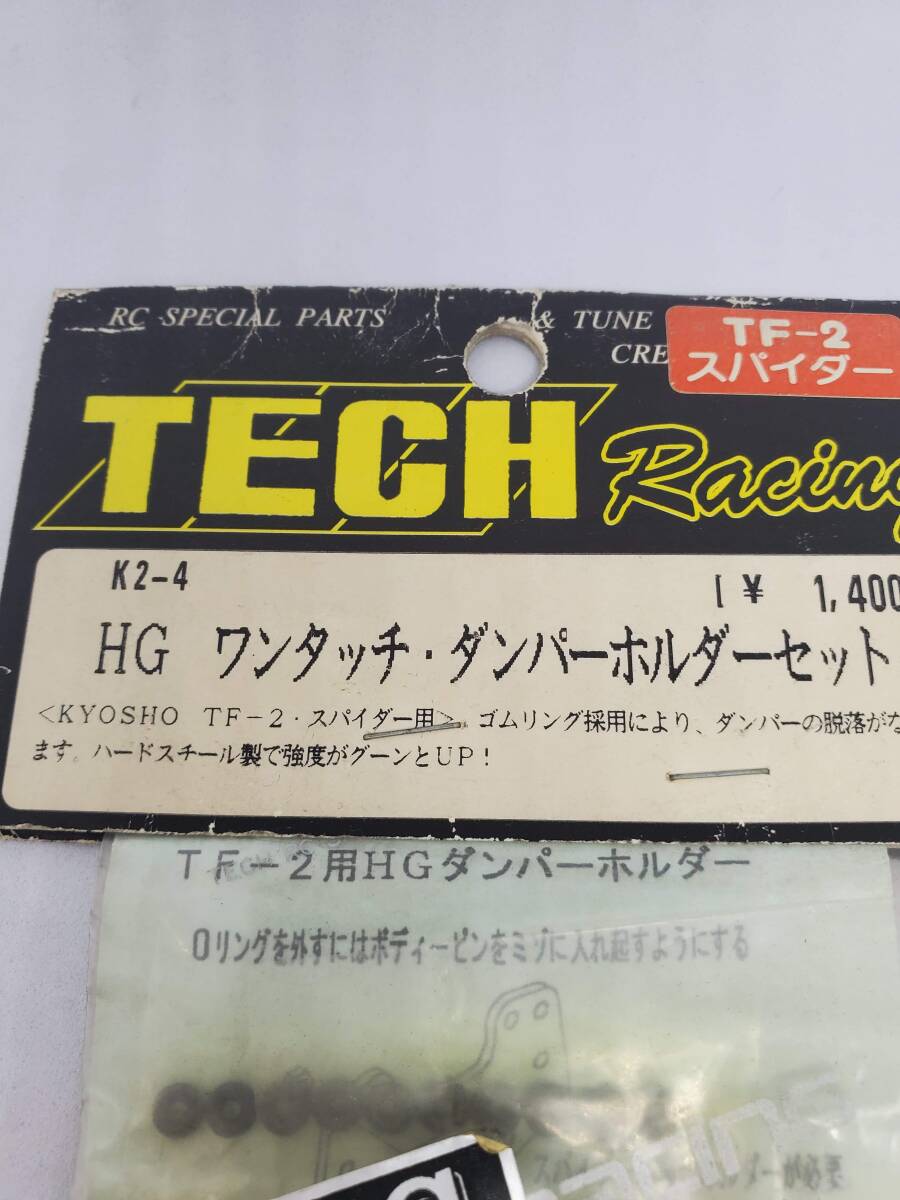 RC SPECIAL PARTS & TUNE
TF-2
スパイダー
TECH Racing
K2-4
¥ 1,400
HG ワンタッチ・ダンパーホルダーセット
<KYOSHO TF-2・スパイダー用> ゴムリング採用により、ダンパーの脱落がな
ます。ハードスチール製で強度がグーンとUP!
TF-2用HGダンパーホルダー
Oリングを外すにはボディーピンをミゾに入れ起すようにする
が必要